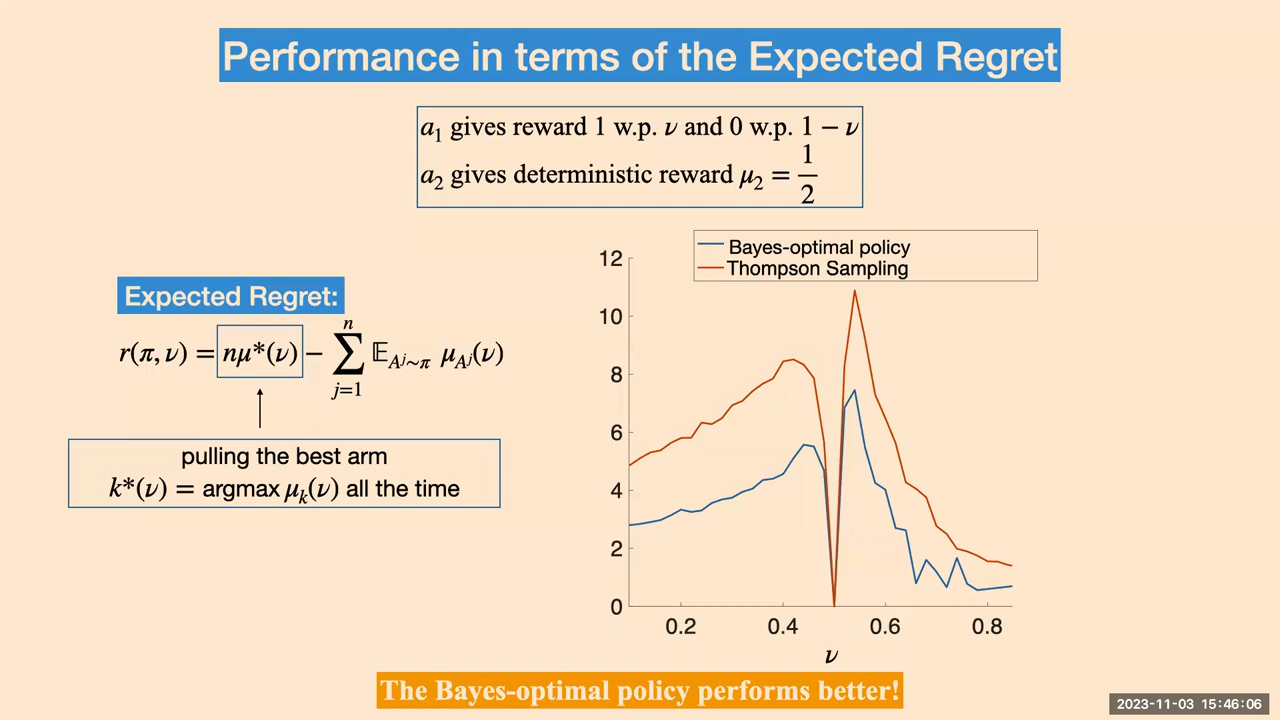 Performance in terms of the Expected Regret
a₁ gives reward 1 w.p. ν and 0 w.p. 1 − ν
a₂ gives deterministic reward μ₂ = 1/2
Expected Regret:
r(π, ν) = nμ*(ν) − ∑_{j=1}^{n} 𝔼_{A^j∼π} μ_{A^j}(ν)
pulling the best arm
k*(ν) = argmax μₖ(ν) all the time
Bayes-optimal policy
Thompson Sampling
12
10
8
6
4
2
0
0.2 0.4 0.6 0.8
ν
The Bayes-optimal policy performs better!
2023-11-03 15:46:06